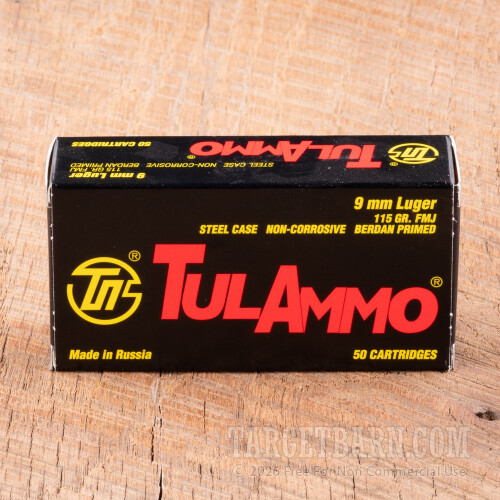 50 CARTRIDGES
STEEL CASE NON-CORROSIVE BERDAN PRIMED
115 GR. FMJ
9 mm Luger
TULAMMO®
TTS
9 mm Luger
115 GR. FMJ
STEEL CASE NON-CORROSIVE BERDAN PRIMED
®
TULAMMO®
Made in Russia
50 CARTRIDGES
TARGETBARN.COM
Free For Non Commercial Use